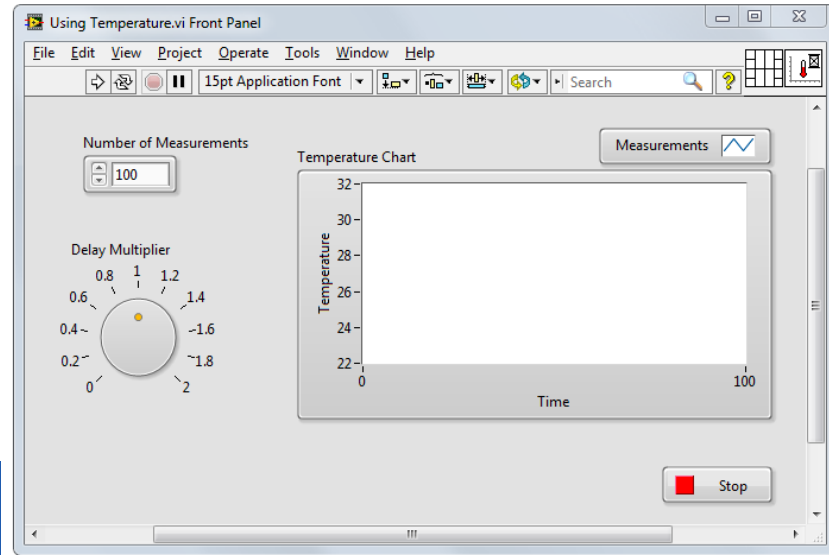 Using Temperature.vi Front Panel
File Edit View Project Operate Tools Window Help
15pt Application Font
Search
Number of Measurements
100
Temperature Chart
Measurements
32
30
28
26
24
22
Temperature
0
100
Time
Delay Multiplier
0
0.2
0.4
0.6
0.8
1
1.2
1.4
1.6
1.8
2
Stop